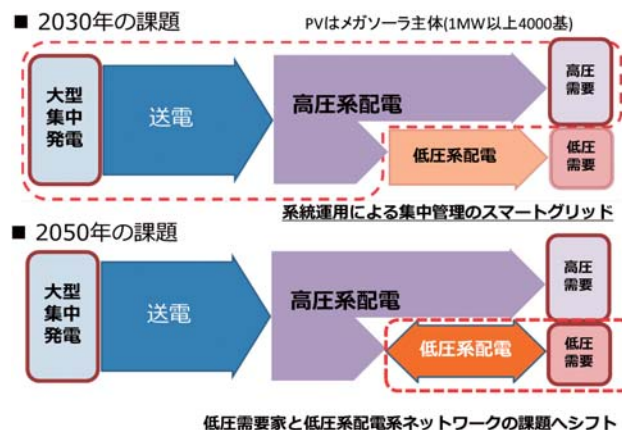 ■ 2030年の課題
PVはメガソーラ主体(1MW以上4000基)
大型
集中
発電
送電
高圧系配電
高圧
需要
低圧系配電
低圧
需要
系統運用による集中管理のスマートグリッド
■ 2050年の課題
大型
集中
発電
送電
高圧系配電
高圧
需要
低圧系配電
低圧
需要
低圧需要家と低圧系配電系ネットワークの課題へシフト